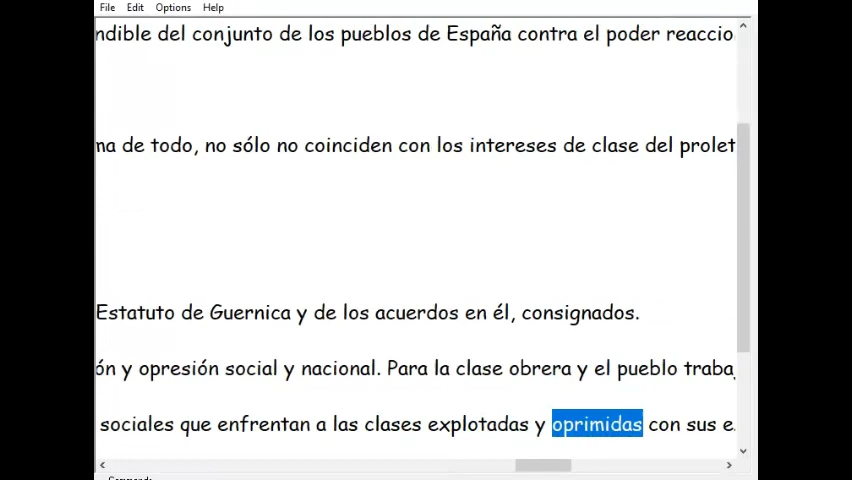 File Edit Options Help
ndible del conjunto de los pueblos de España contra el poder reaccio
ma de todo, no sólo no coinciden con los intereses de clase del prolet
Estatuto de Guernica y de los acuerdos en él, consignados.
ón y opresión social y nacional. Para la clase obrera y el pueblo traba
sociales que enfrentan a las clases explotadas y oprimidas con sus e